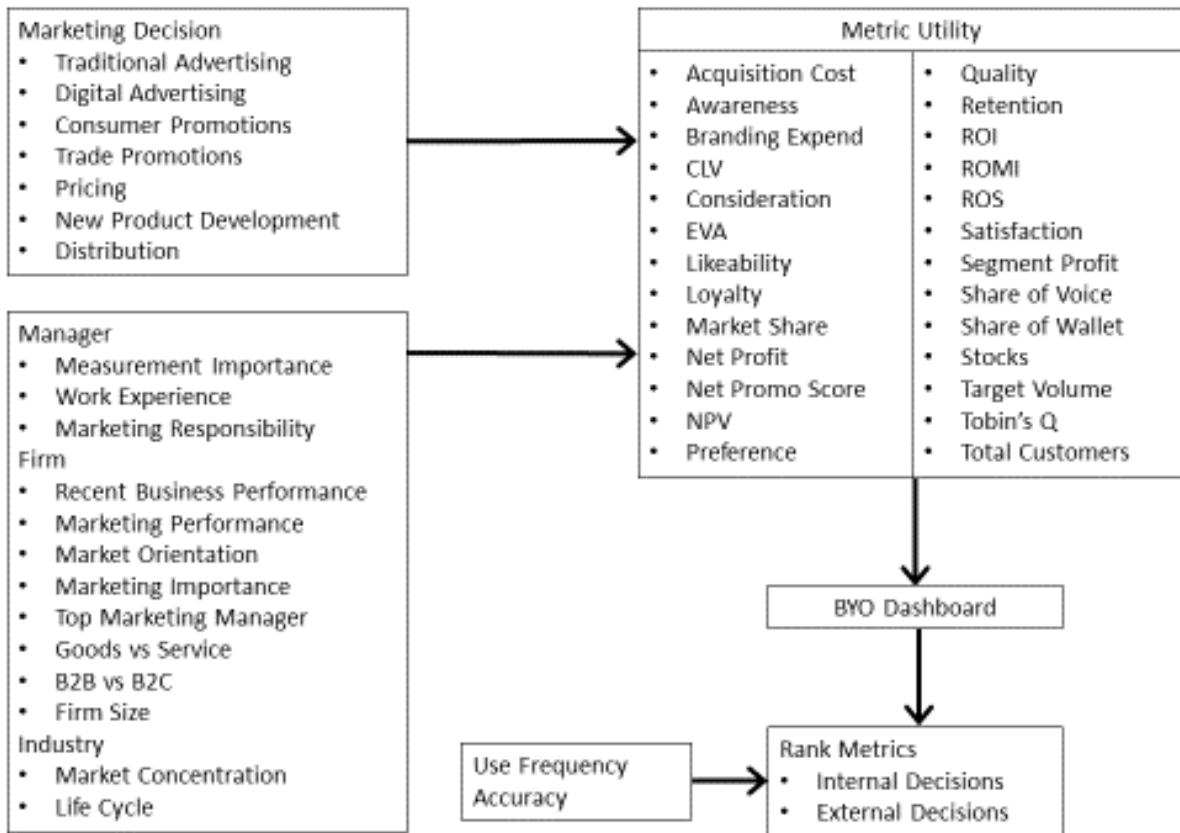 Marketing Decision
• Traditional Advertising
• Digital Advertising
• Consumer Promotions
• Trade Promotions
• Pricing
• New Product Development
• Distribution
Manager
• Measurement Importance
• Work Experience
• Marketing Responsibility
Firm
• Recent Business Performance
• Marketing Performance
• Market Orientation
• Marketing Importance
• Top Marketing Manager
• Goods vs Service
• B2B vs B2C
• Firm Size
Industry
• Market Concentration
• Life Cycle
Metric Utility
• Acquisition Cost
• Awareness
• Branding Expend
• CLV
• Consideration
• EVA
• Likeability
• Loyalty
• Market Share
• Net Profit
• Net Promo Score
• NPV
• Preference
• Quality
• Retention
• ROI
• ROMI
• ROS
• Satisfaction
• Segment Profit
• Share of Voice
• Share of Wallet
• Stocks
• Target Volume
• Tobin's Q
• Total Customers
BYO Dashboard
Use Frequency
Accuracy
Rank Metrics
• Internal Decisions
• External Decisions